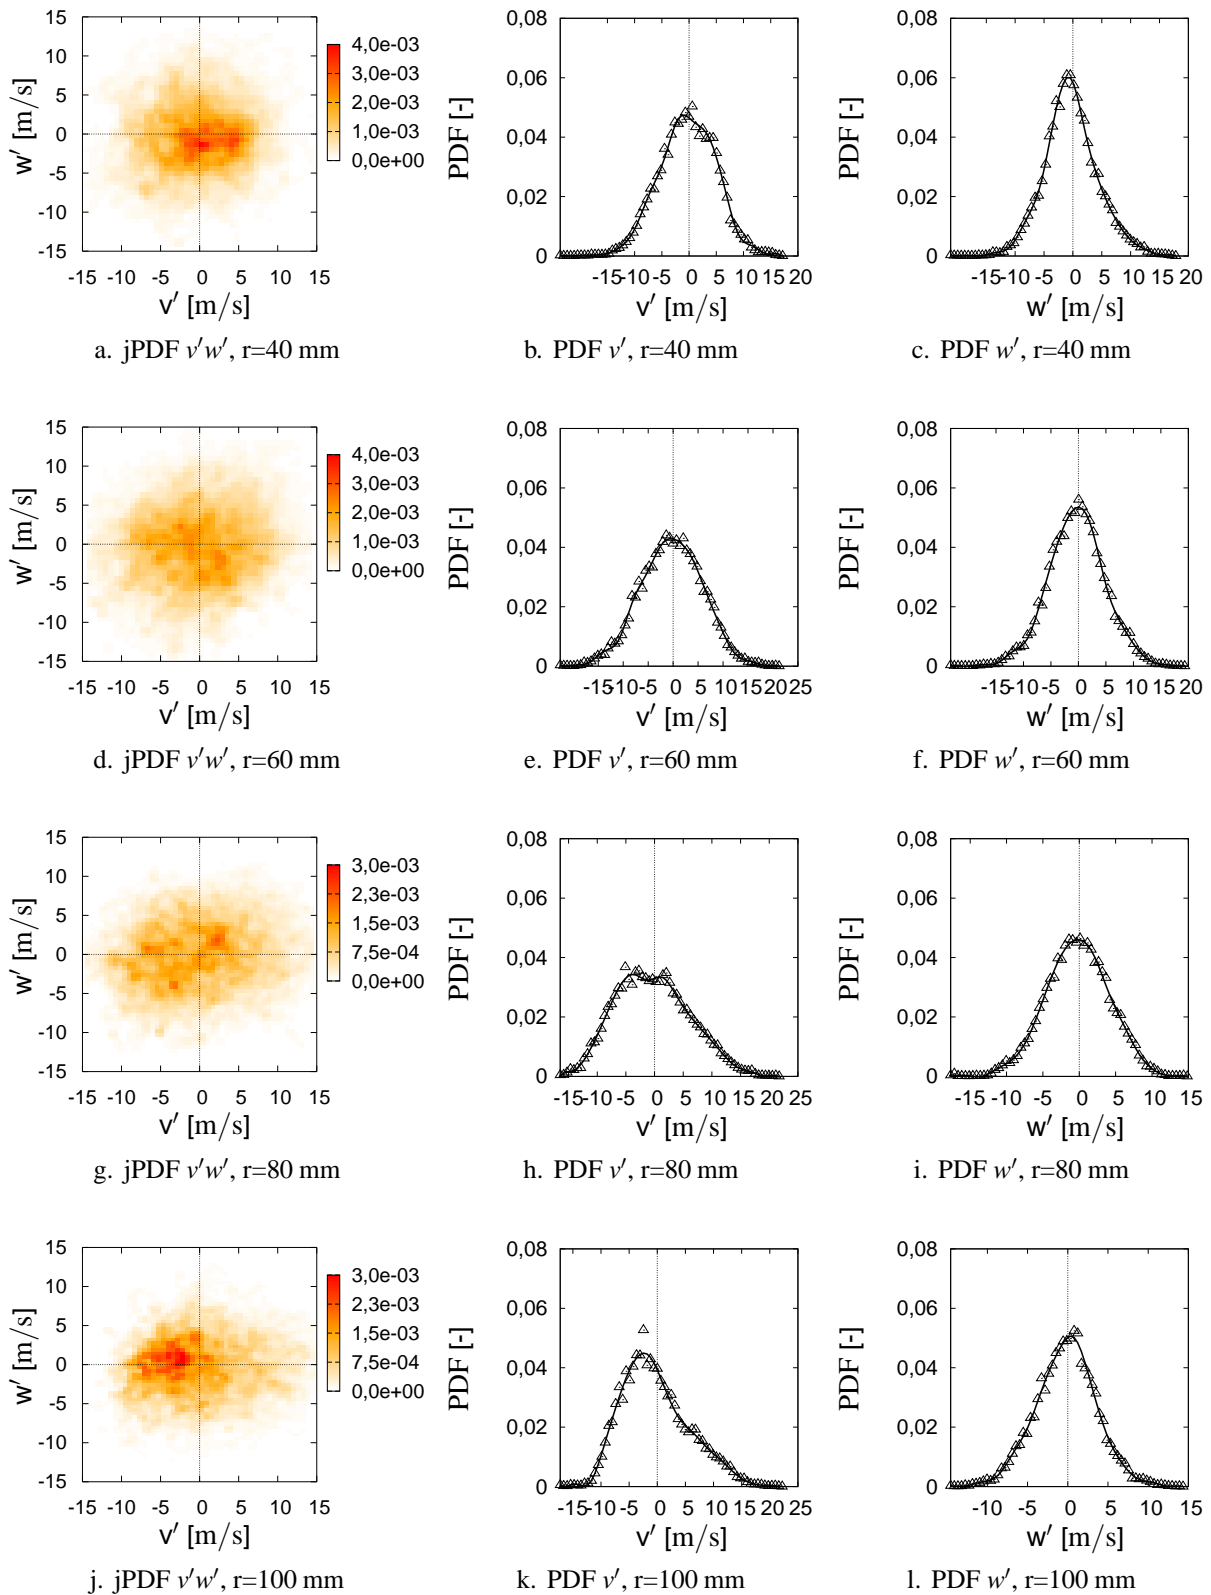 15
10
5
0
-5
-10
-15
-15 -10 -5 0 5 10 15
w′ [m/s]
v′ [m/s]
4,0e-03
3,0e-03
2,0e-03
1,0e-03
0,0e+00
a. jPDF v′w′, r=40 mm
0,08
0,06
0,04
0,02
0
PDF [-]
-15-10 -5 0 5 10 15 20
v′ [m/s]
b. PDF v′, r=40 mm
0,08
0,06
0,04
0,02
0
PDF [-]
-15-10 -5 0 5 10 15 20
w′ [m/s]
c. PDF w′, r=40 mm
15
10
5
0
-5
-10
-15
-15 -10 -5 0 5 10 15
w′ [m/s]
v′ [m/s]
4,0e-03
3,0e-03
2,0e-03
1,0e-03
0,0e+00
d. jPDF v′w′, r=60 mm
0,08
0,06
0,04
0,02
0
PDF [-]
-15-10 -5 0 5 10 15 20 25
v′ [m/s]
e. PDF v′, r=60 mm
0,08
0,06
0,04
0,02
0
PDF [-]
-15-10 -5 0 5 10 15 20
w′ [m/s]
f. PDF w′, r=60 mm
15
10
5
0
-5
-10
-15
-15 -10 -5 0 5 10 15
w′ [m/s]
v′ [m/s]
3,0e-03
2,3e-03
1,5e-03
7,5e-04
0,0e+00
g. jPDF v′w′, r=80 mm
0,08
0,06
0,04
0,02
0
PDF [-]
-15-10 -5 0 5 10 15 20 25
v′ [m/s]
h. PDF v′, r=80 mm
0,08
0,06
0,04
0,02
0
PDF [-]
-15 -10 -5 0 5 10 15
w′ [m/s]
i. PDF w′, r=80 mm
15
10
5
0
-5
-10
-15
-15 -10 -5 0 5 10 15
w′ [m/s]
v′ [m/s]
3,0e-03
2,3e-03
1,5e-03
7,5e-04
0,0e+00
j. jPDF v′w′, r=100 mm
0,08
0,06
0,04
0,02
0
PDF [-]
-15-10 -5 0 5 10 15 20 25
v′ [m/s]
k. PDF v′, r=100 mm
0,08
0,06
0,04
0,02
0
PDF [-]
-10 -5 0 5 10 15
w′ [m/s]
l. PDF w′, r=100 mm